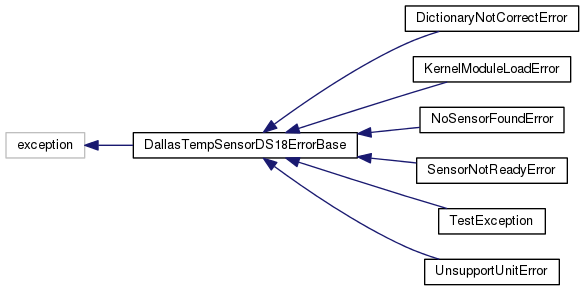 DictionaryNotCorrectError
KernelModuleLoadError
NoSensorFoundError
exception
DallasTempSensorDS18ErrorBase
SensorNotReadyError
TestException
UnsupportUnitError